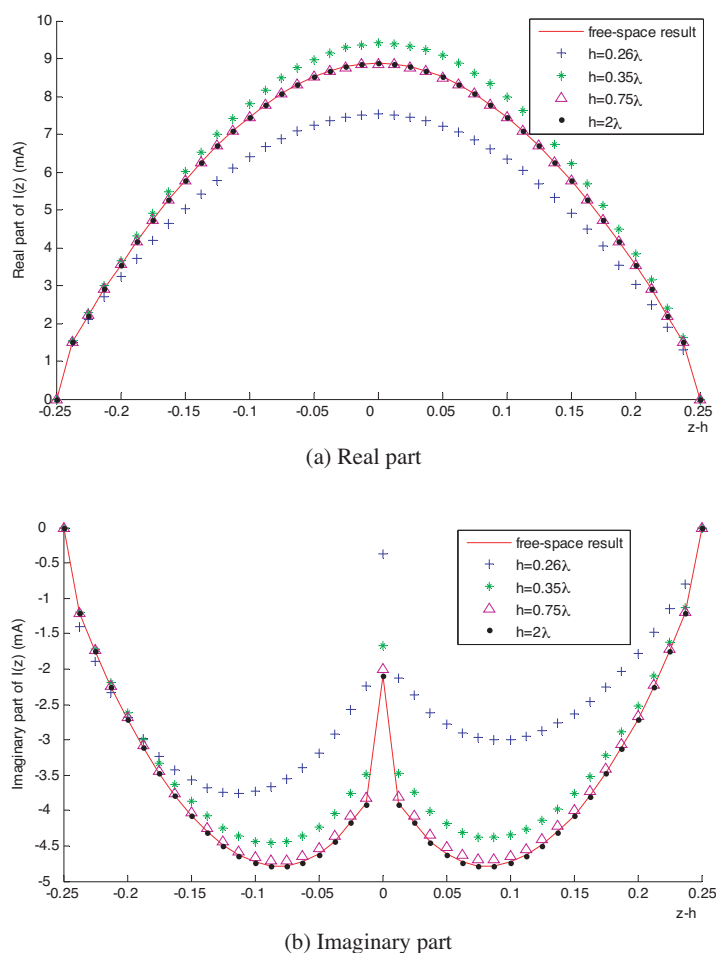 10
9
8
7
6
5
4
3
2
1
0
Real part of I(z) (mA)
free-space result
h=0.26λ
h=0.35λ
h=0.75λ
h=2λ
-0.25 -0.2 -0.15 -0.1 -0.05 0 0.05 0.1 0.15 0.2 0.25
z-h
(a) Real part
0
-0.5
-1
-1.5
-2
-2.5
-3
-3.5
-4
-4.5
-5
Imaginary part of I(z) (mA)
free-space result
h=0.26λ
h=0.35λ
h=0.75λ
h=2λ
-0.25 -0.2 -0.15 -0.1 -0.05 0 0.05 0.1 0.15 0.2 0.25
z-h
(b) Imaginary part